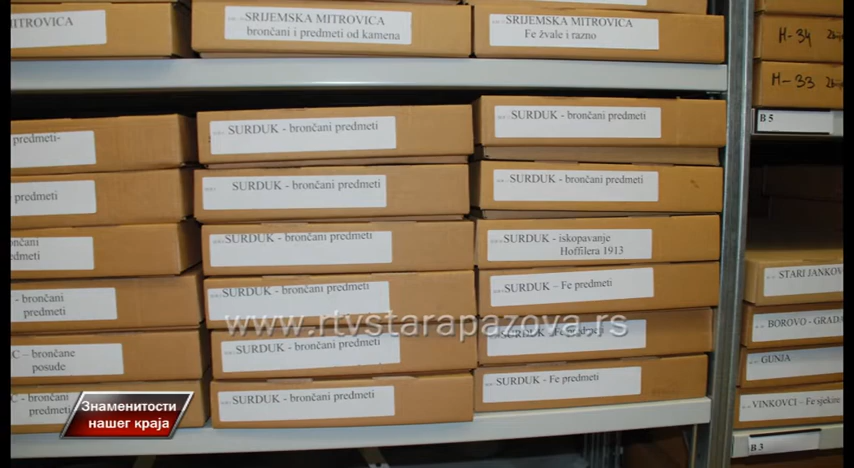 ITROVICA
SRIJEMSKA MITROVICA
brončani i predmeti od kamena
SRIJEMSKA MITROVICA
Fe žvale i razno
H-34
H-33
B 5
predmeti-
SURDUK - brončani predmeti
SURDUK - brončani predmeti
predmeti
SURDUK - brončani predmeti
SURDUK - brončani predmeti
SURDUK - brončani predmeti
SURDUK - iskopavanje
Hoffilera 1913
STARI JANKOV
- brončani
predmeti
SURDUK - brončani predmeti
SURDUK - Fe predmeti
BOROVO - GRADA
www.rtvstarapazova.rs
C – brončane
posude
SURDUK - brončani predmeti
SURDUK -
GUNJA
C - brončani
predmeti
SURDUK - brončani predmeti
SURDUK - Fe predmeti
VINKOVCI – Fe sjekire
B 3
Знаменитости
нашег краја